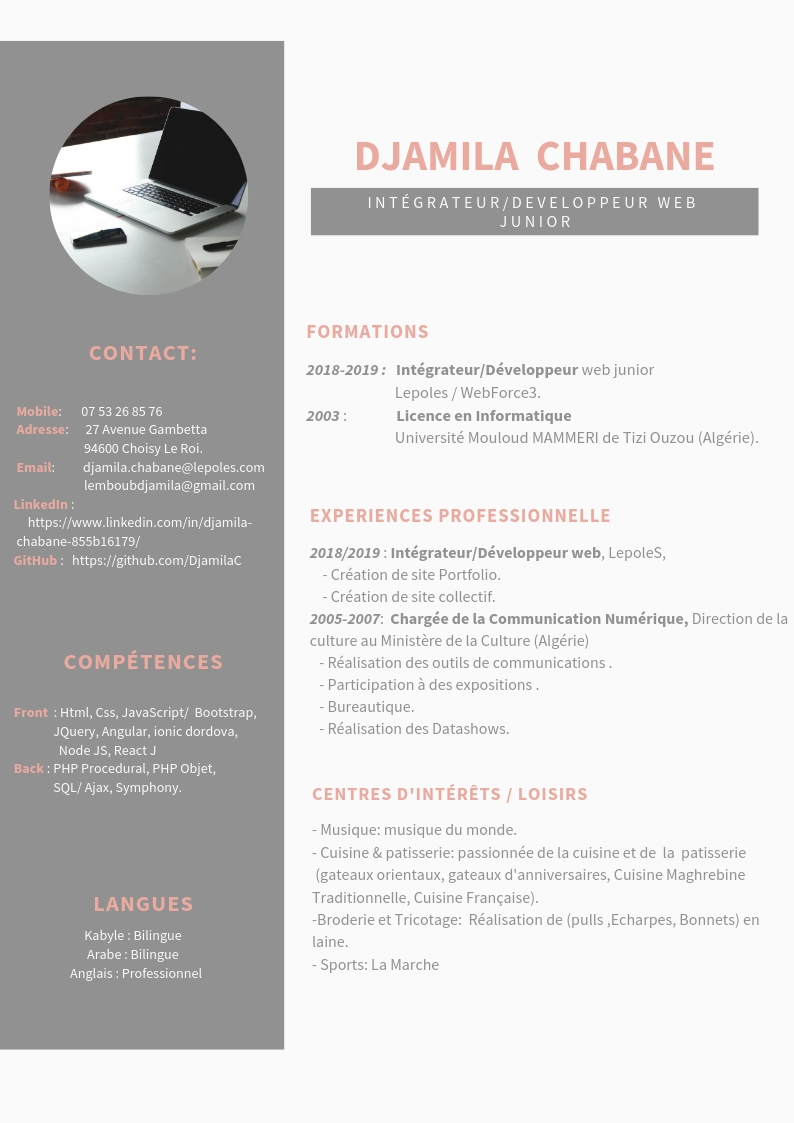 DJAMILA CHABANE
INTÉGRATEUR/DEVELOPPEUR WEB
JUNIOR
CONTACT:
Mobile: 07 53 26 85 76
Adresse: 27 Avenue Gambetta
94600 Choisy Le Roi.
Email: djamila.chabane@lepoles.com
lemboubdjamila@gmail.com
LinkedIn :
https://www.linkedin.com/in/djamila-
chabane-855b16179/
GitHub : https://github.com/DjamilaC
COMPÉTENCES
Front : Html, Css, JavaScript/ Bootstrap,
JQuery, Angular, ionic dordova,
Node JS, React J
Back : PHP Procedural, PHP Objet,
SQL/ Ajax, Symphony.
LANGUES
Kabyle : Bilingue
Arabe : Bilingue
Anglais : Professionnel
FORMATIONS
2018-2019 : Intégrateur/Développeur web junior
Lepoles / WebForce3.
2003 : Licence en Informatique
Université Mouloud MAMMERI de Tizi Ouzou (Algérie).
EXPERIENCES PROFESSIONNELLE
2018/2019 : Intégrateur/Développeur web, LepoleS,
- Création de site Portfolio.
- Création de site collectif.
2005-2007: Chargée de la Communication Numérique, Direction de la
culture au Ministère de la Culture (Algérie)
- Réalisation des outils de communications .
- Participation à des expositions .
- Bureautique.
- Réalisation des Datashows.
CENTRES D'INTÉRÊTS / LOISIRS
- Musique: musique du monde.
- Cuisine & patisserie: passionnée de la cuisine et de la patisserie
(gateaux orientaux, gateaux d'anniversaires, Cuisine Maghrebine
Traditionnelle, Cuisine Française).
-Broderie et Tricotage: Réalisation de (pulls ,Echarpes, Bonnets) en
laine.
- Sports: La Marche